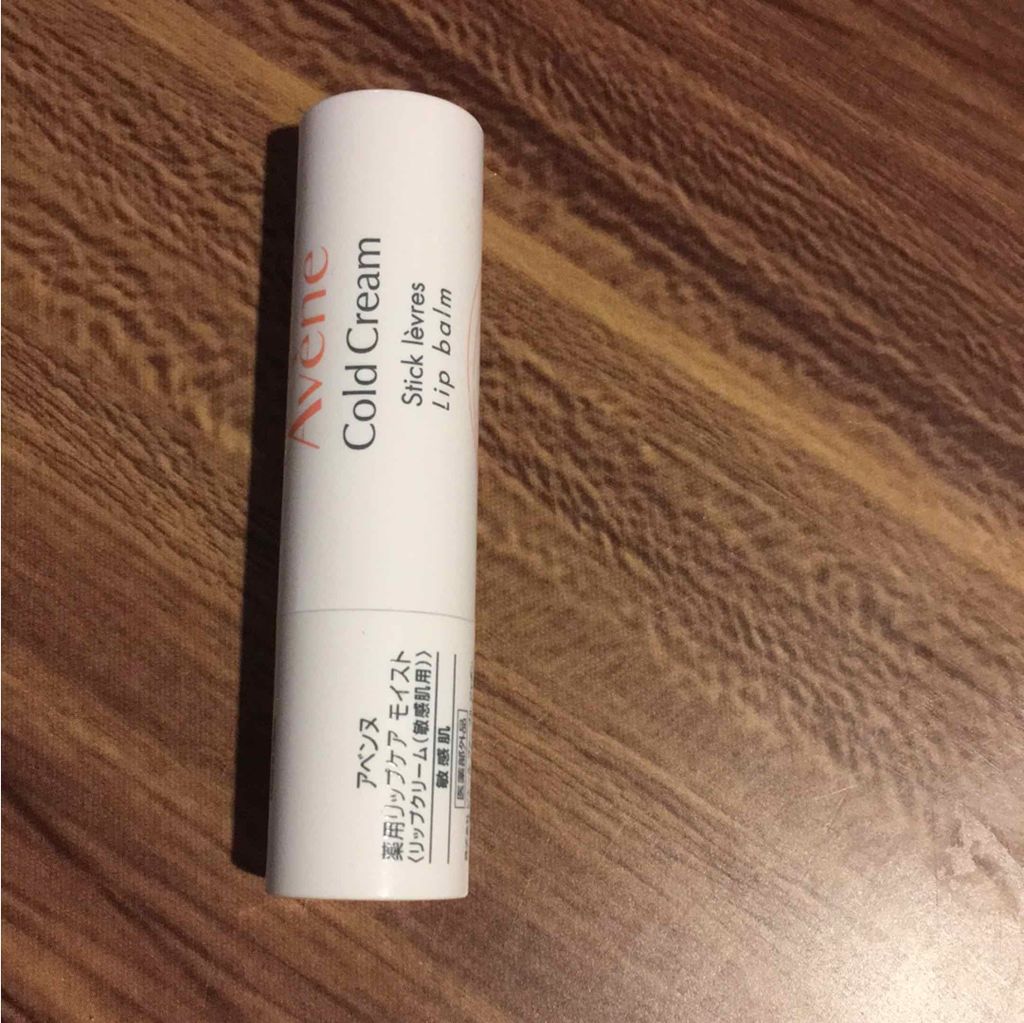 Avène
Cold Cream
Stick lèvres
Lip balm
アベンヌ
薬用リップケア モイスト
〈リップクリーム(敏感肌用)〉
敏感肌
医薬部外品